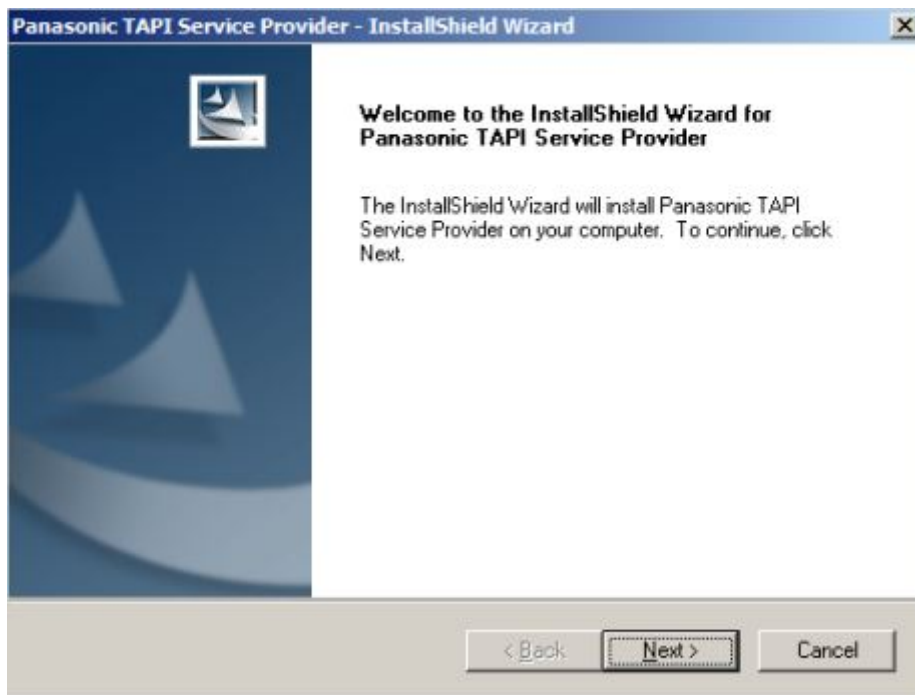 Panasonic TAPI Service Provider - InstallShield Wizard
Welcome to the InstallShield Wizard for
Panasonic TAPI Service Provider
The InstallShield Wizard will install Panasonic TAPI
Service Provider on your computer. To continue, click
Next.
< Back
Next >
Cancel